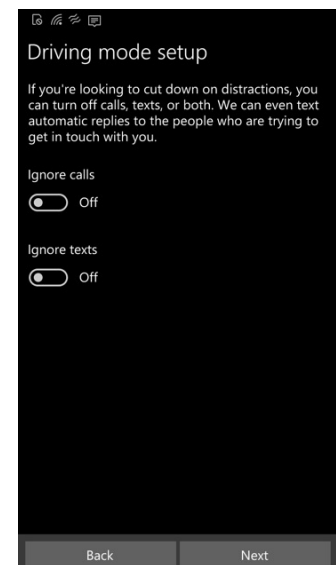 Driving mode setup
If you're looking to cut down on distractions, you
can turn off calls, texts, or both. We can even text
automatic replies to the people who are trying to
get in touch with you.
Ignore calls
Off
Ignore texts
Off
Back Next